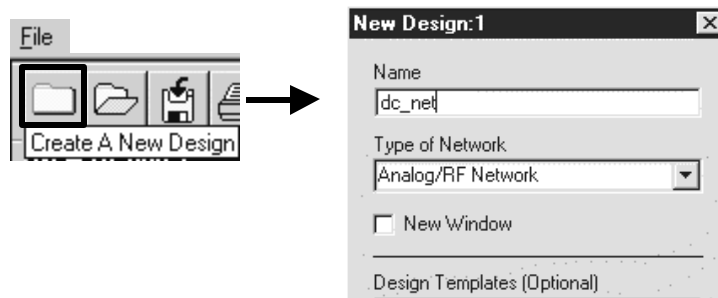 File
Create A New Design
New Design:1
Name
dc_net
Type of Network
Analog/RF Network
New Window
Design Templates (Optional)